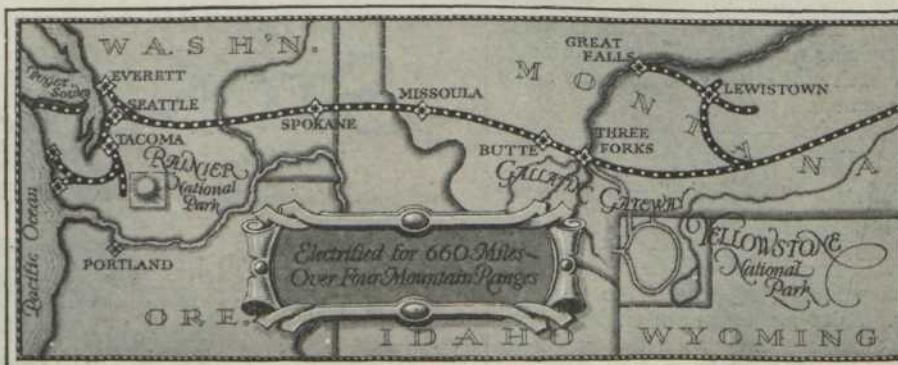 WASH'N.
EVERETT
Puget
Sound
SEATTLE
TACOMA
RAINIER
National
Park
SPOKANE
MISSOULA
MONTANA
GREAT
FALLS
LEWISTOWN
BUTTE
THREE
FORKS
GALLATIN
GATEWAY
YELLOWSTONE
National
Park
Pacific Ocean
PORTLAND
Electrified for 660 Miles~
Over Four Mountain Ranges
ORE.
IDAHO
WYOMING